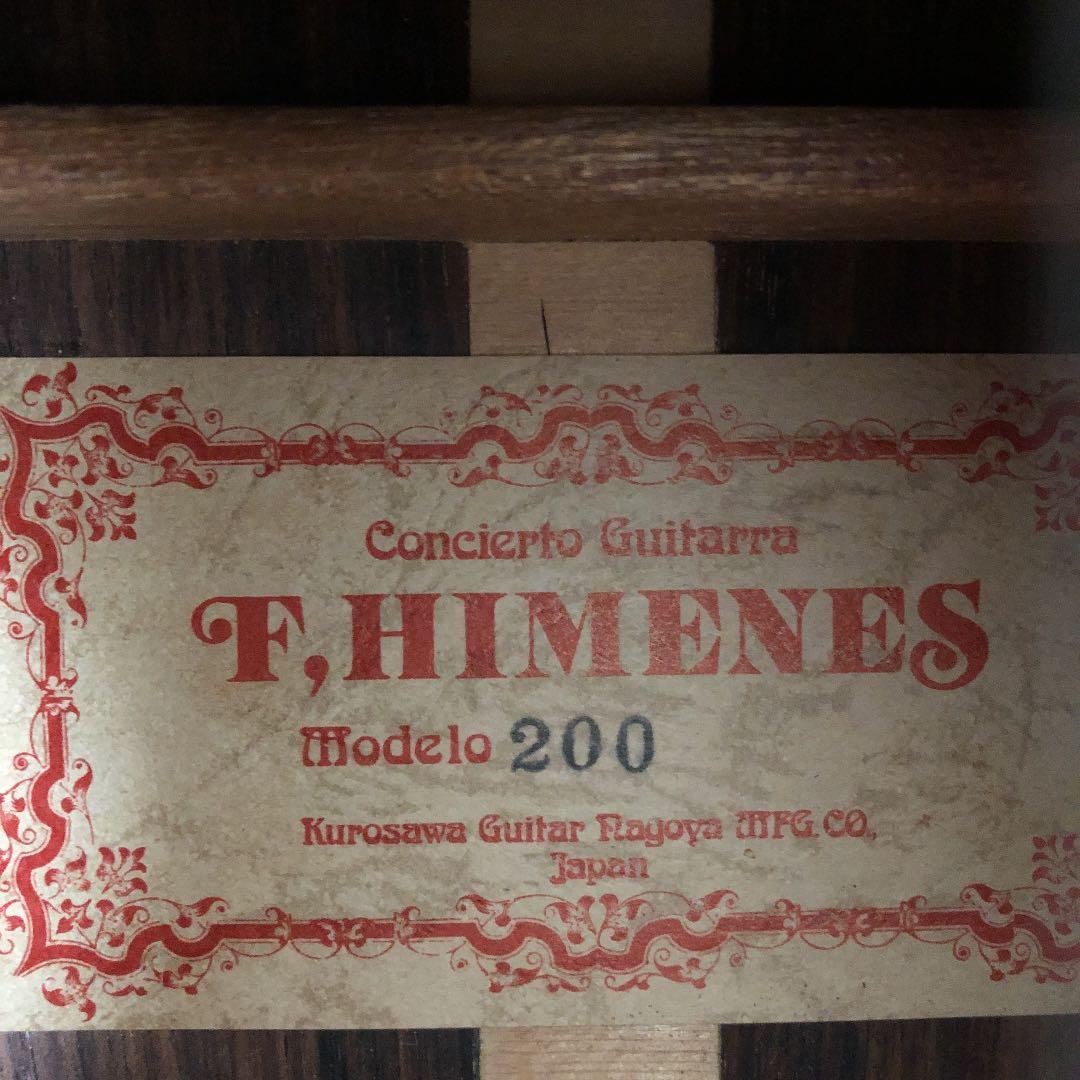 Concierto Guitarra
F,HIMENES
Modelo 200
Kurosawa Guitar Nagoya MFG.CO.,
Japan